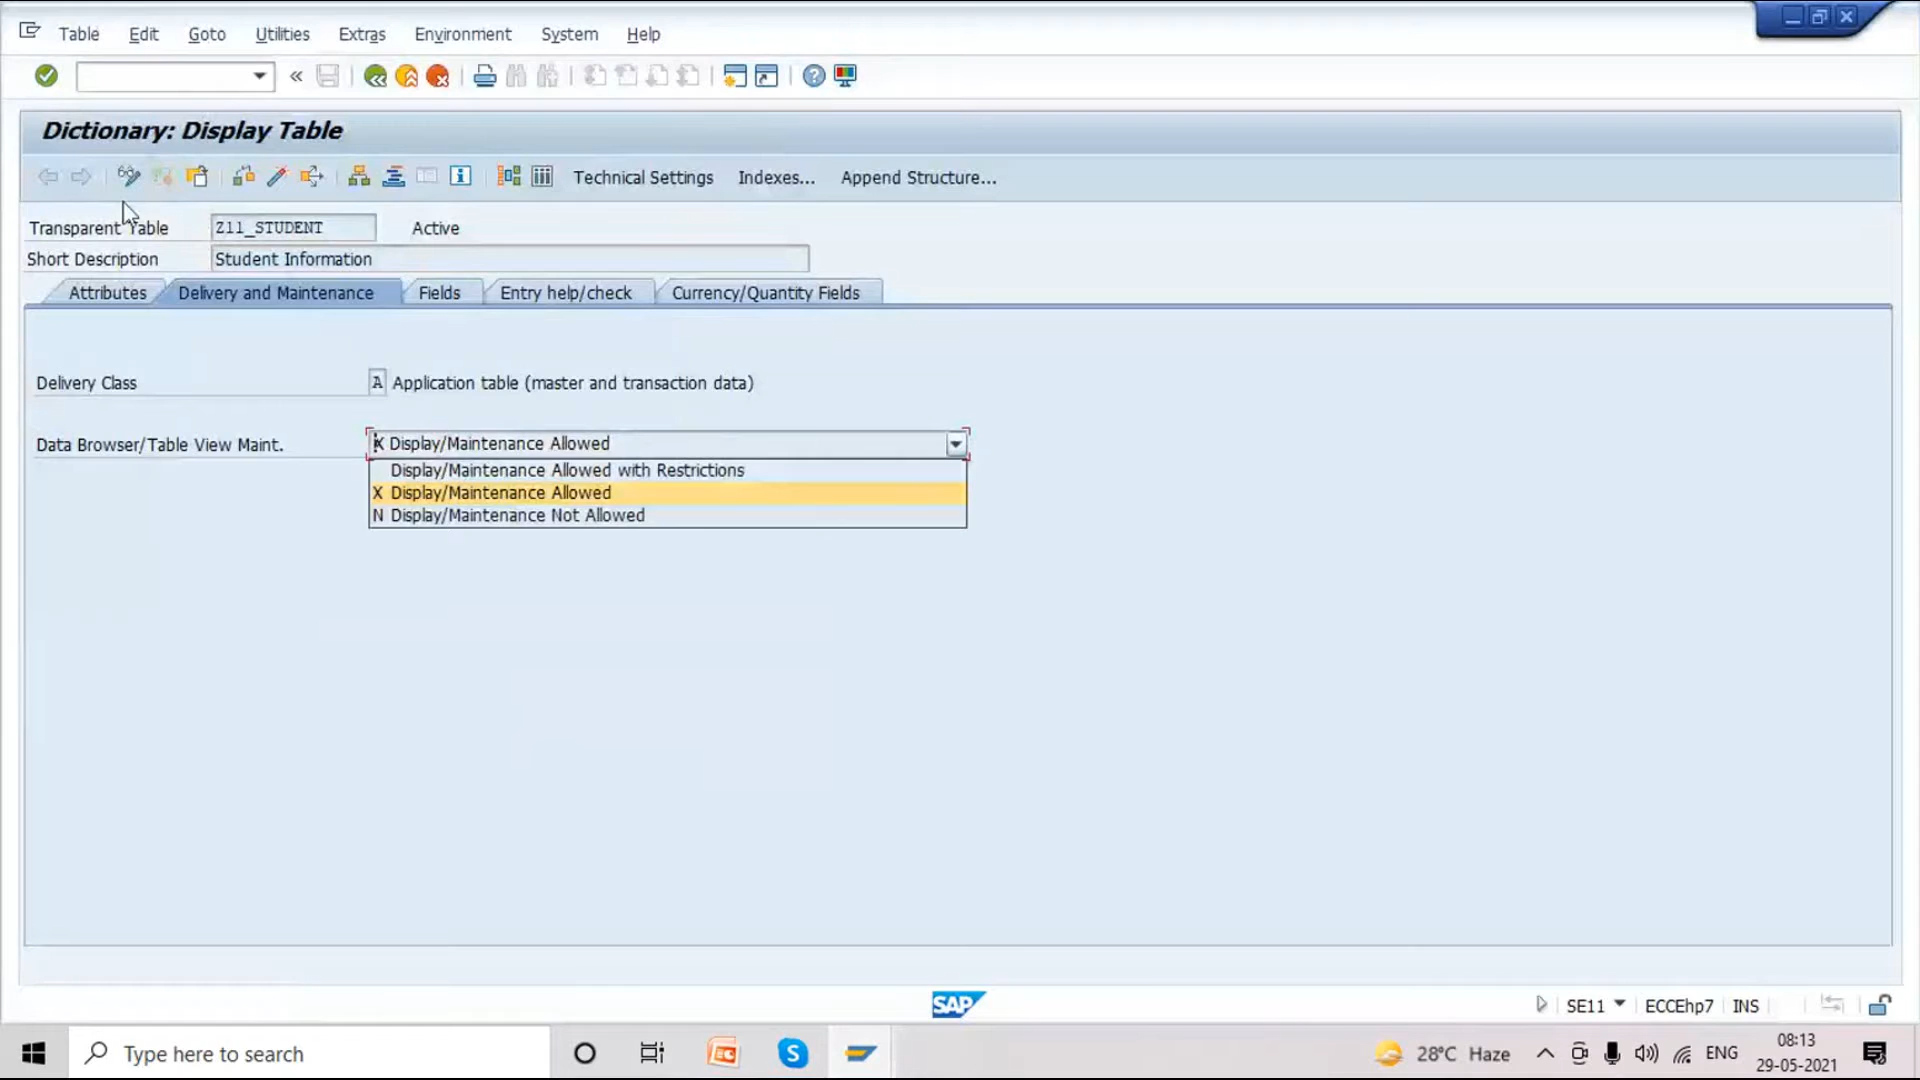 Table Edit Goto Utilities Extras Environment System Help
Dictionary: Display Table
Technical Settings Indexes... Append Structure...
Transparent Table Z11_STUDENT Active
Short Description Student Information
Attributes Delivery and Maintenance Fields Entry help/check Currency/Quantity Fields
Delivery Class A Application table (master and transaction data)
Data Browser/Table View Maint. X Display/Maintenance Allowed
Display/Maintenance Allowed with Restrictions
X Display/Maintenance Allowed
N Display/Maintenance Not Allowed
SAP SE11 ECCEhp7 INS
Type here to search 28°C Haze ENG 08:13
29-05-2021